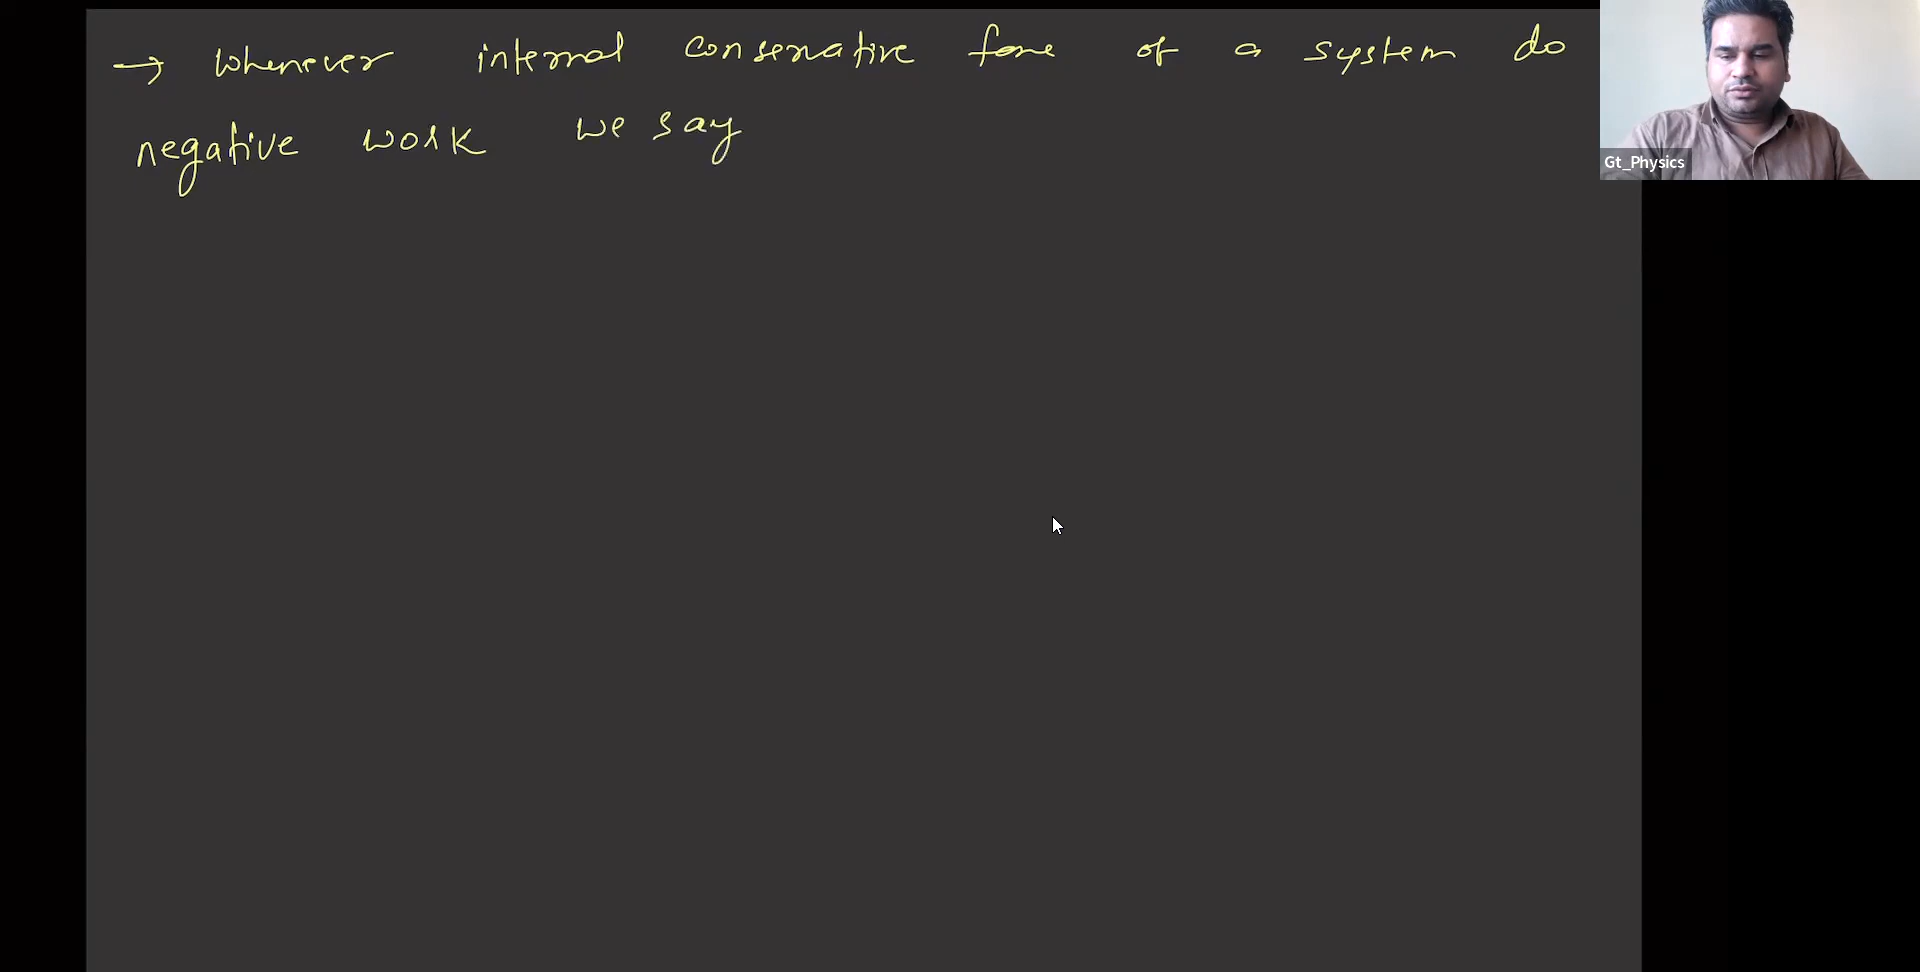 → Whenever internal conservative force of a system do
negative work we say
Gt_Physics